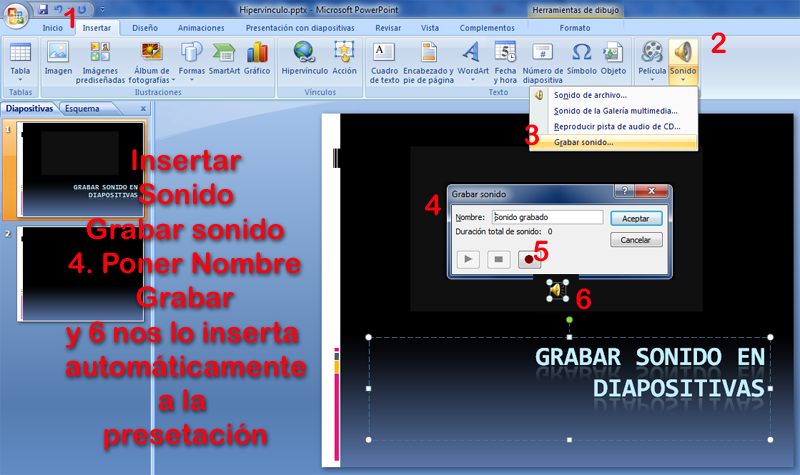 Hipervínculo.pptx - Microsoft PowerPoint
Herramientas de dibujo
1
Inicio Insertar Diseño Animaciones Presentación con diapositivas Revisar Vista Complementos Formato
2
Tabla
Imagen
Imágenes prediseñadas
Álbum de fotografías
Formas
SmartArt
Gráfico
Hipervínculo
Acción
Cuadro de texto
Encabezado y pie de página
WordArt
Fecha y hora
Número de diapositiva
Símbolo
Objeto
Película
Sonido
Tablas
Ilustraciones
Vínculos
Texto
Sonido de archivo...
Sonido de la Galería multimedia...
Reproducir pista de audio de CD...
3
Grabar sonido...
Diapositivas Esquema x
1
GRABAR SONIDO EN
DIAPOSITIVAS
2
Insertar
Sonido
Grabar sonido
4. Poner Nombre
Grabar
y 6 nos lo inserta
automáticamente
a la
presetación
Grabar sonido
4
Nombre: Sonido grabado
Aceptar
Duración total de sonido: 0
Cancelar
5
6
GRABAR SONIDO EN
DIAPOSITIVAS